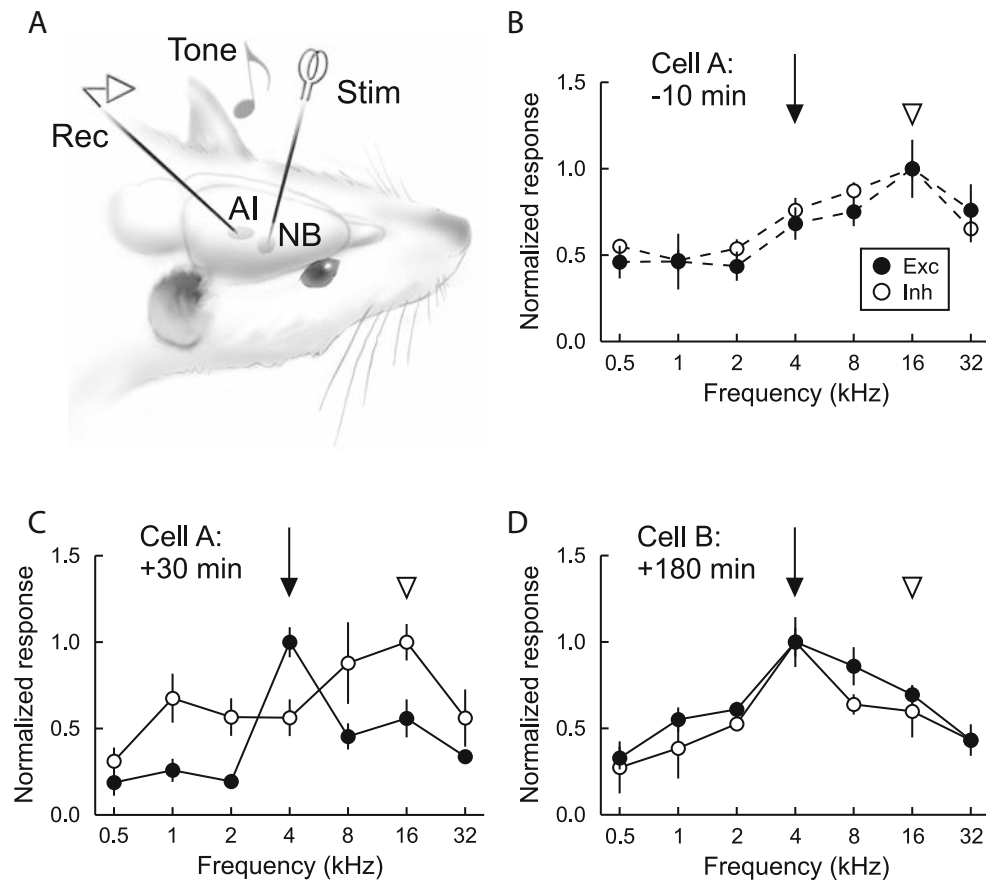 A
Tone
Stim
Rec
AI
NB
B
Cell A:
-10 min
Normalized response
1.5
1.0
0.5
0.0
Exc
Inh
0.5 1 2 4 8 16 32
Frequency (kHz)
C
Cell A:
+30 min
Normalized response
1.5
1.0
0.5
0.0
0.5 1 2 4 8 16 32
Frequency (kHz)
D
Cell B:
+180 min
Normalized response
1.5
1.0
0.5
0.0
0.5 1 2 4 8 16 32
Frequency (kHz)